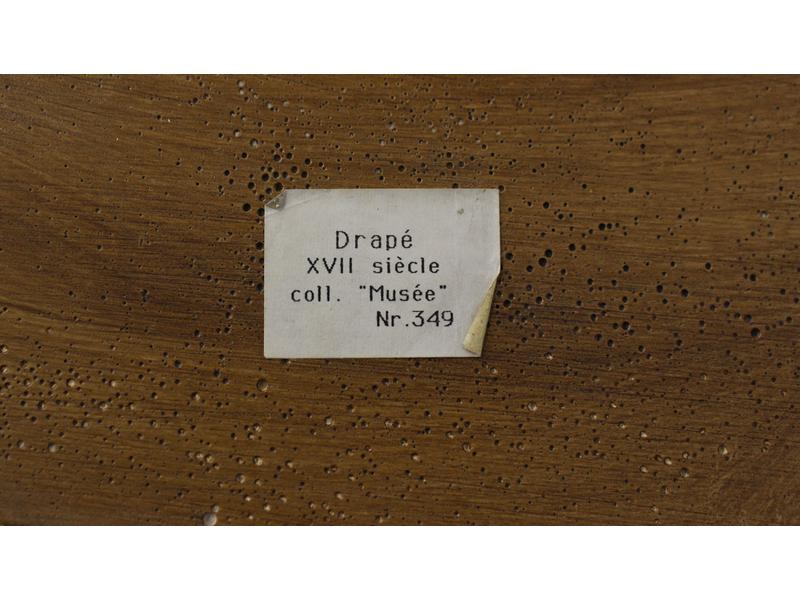 Drapé
XVII siècle
coll. "Musée"
Nr.349